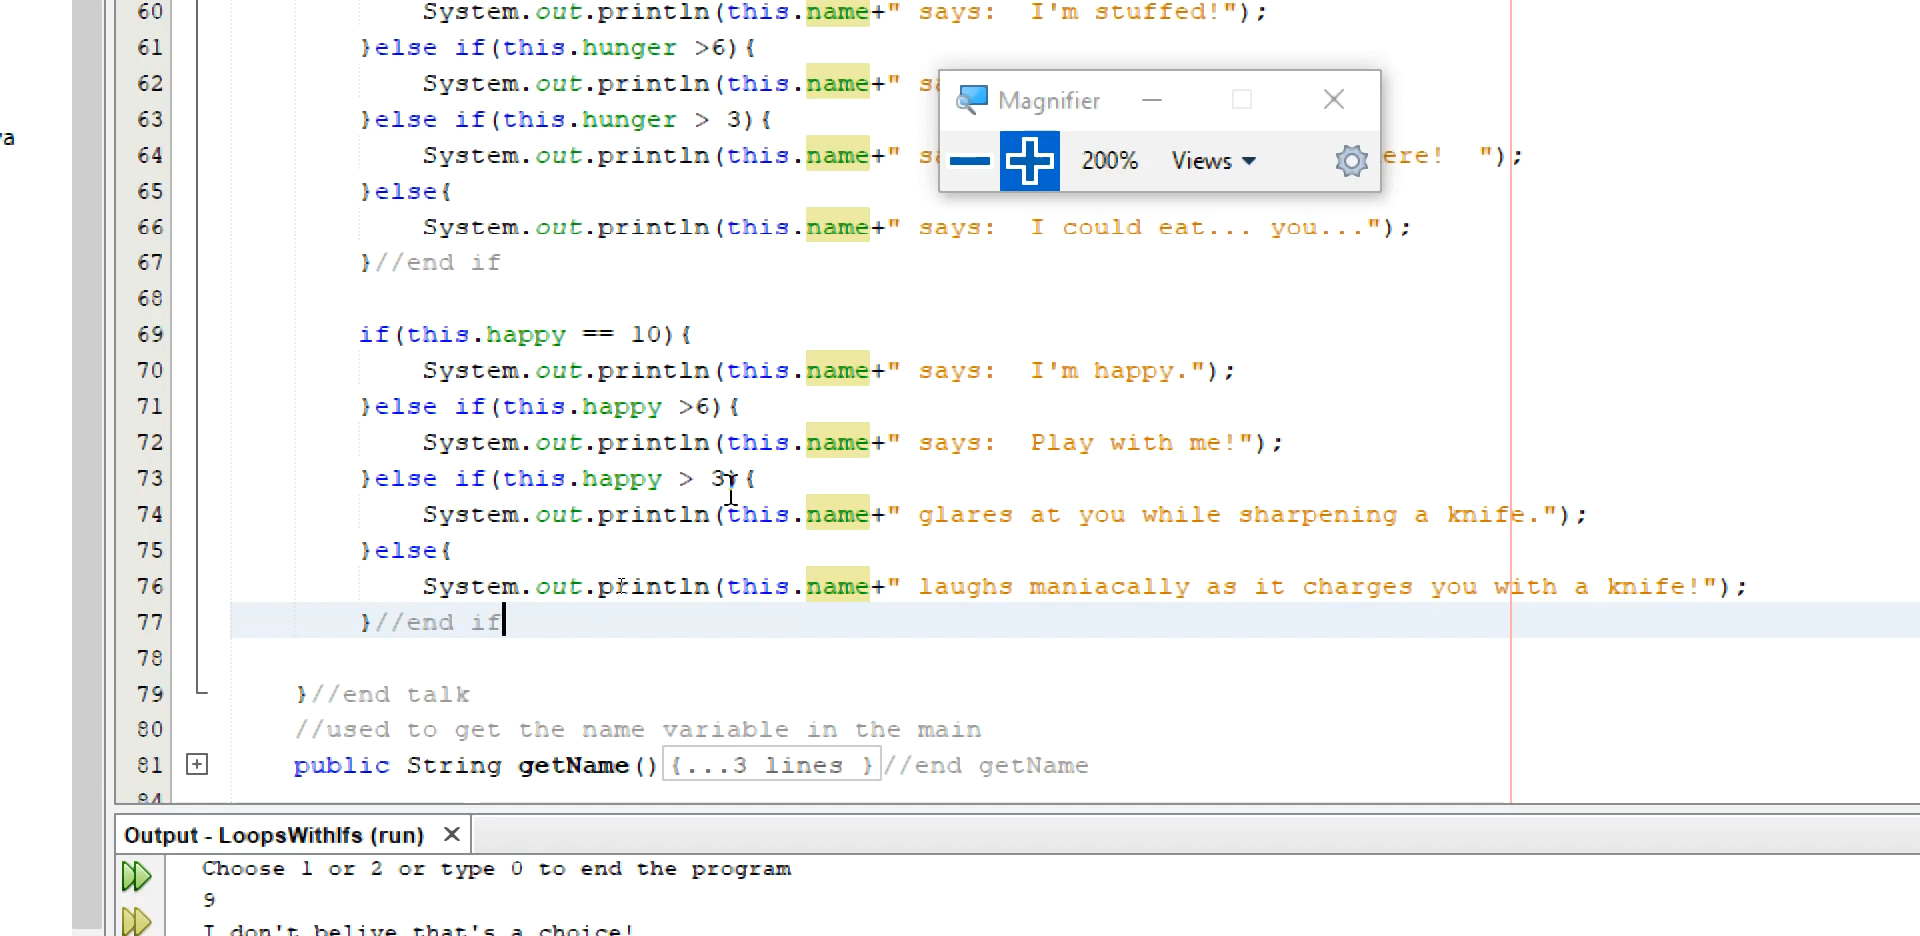 60 System.out.println(this.name+" says:  I'm stuffed!");
61 }else if(this.hunger >6){
62 System.out.println(this.name+" sa
Magnifier
63 }else if(this.hunger > 3){
64 System.out.println(this.name+" sa ere!  ");
200% Views
65 }else{
66 System.out.println(this.name+" says:  I could eat... you...");
67 }//end if
68
69 if(this.happy == 10){
70 System.out.println(this.name+" says:  I'm happy.");
71 }else if(this.happy >6){
72 System.out.println(this.name+" says:  Play with me!");
73 }else if(this.happy > 3){
74 System.out.println(this.name+" glares at you while sharpening a knife.");
75 }else{
76 System.out.println(this.name+" laughs maniacally as it charges you with a knife!");
77 }//end if
78
79 }//end talk
80 //used to get the name variable in the main
81 public String getName(){...3 lines }//end getName
84
Output - LoopsWithIfs (run)
Choose 1 or 2 or type 0 to end the program
9
I don't belive that's a choice!